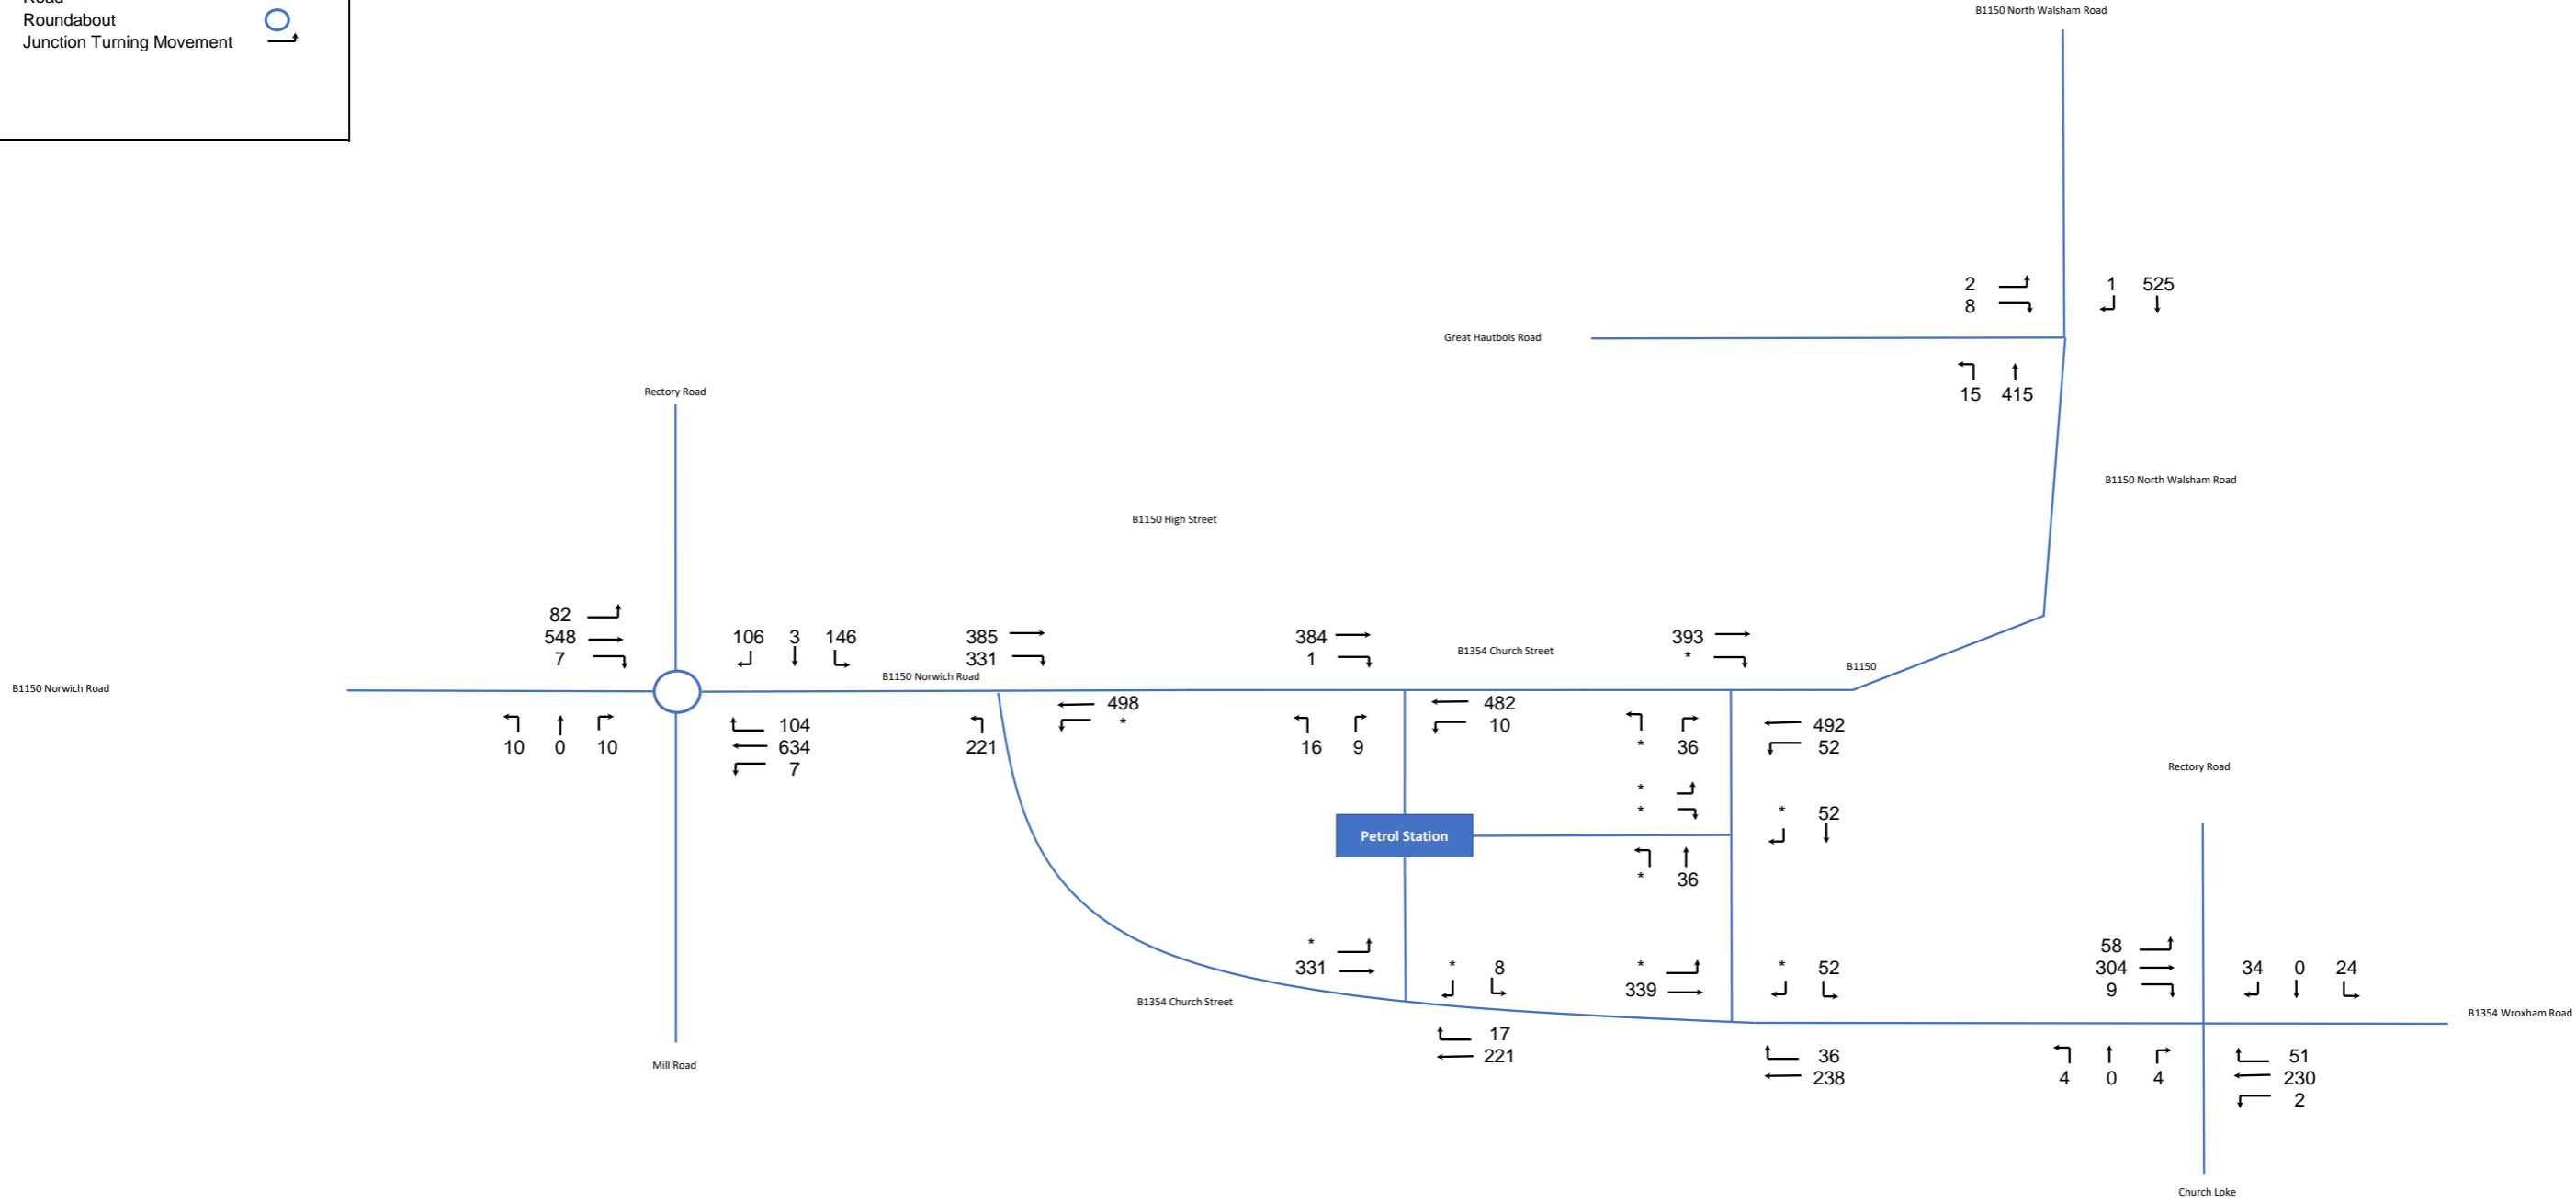 Road
Roundabout
Junction Turning Movement
B1150 North Walsham Road
2
8
1 525
Great Hautbois Road
15 415
Rectory Road
B1150 North Walsham Road
B1150 High Street
82
548
7
106 3 146
385
331
384
1
B1354 Church Street
393
*
B1150
B1150 Norwich Road
B1150 Norwich Road
10 0 10
104
634
7
221
498
*
16 9
482
10
* 36
492
52
Rectory Road
*
*
* 52
Petrol Station
* 36
*
331
* 8
*
339
* 52
58
304
9
34 0 24
B1354 Church Street
B1354 Wroxham Road
17
221
36
238
4 0 4
51
230
2
Mill Road
Church Loke